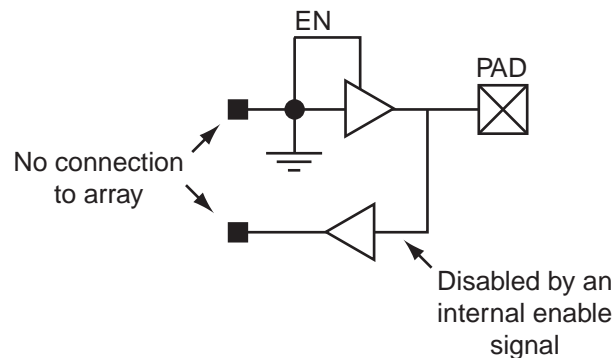 EN
PAD
No connection
to array
Disabled by an
internal enable
signal